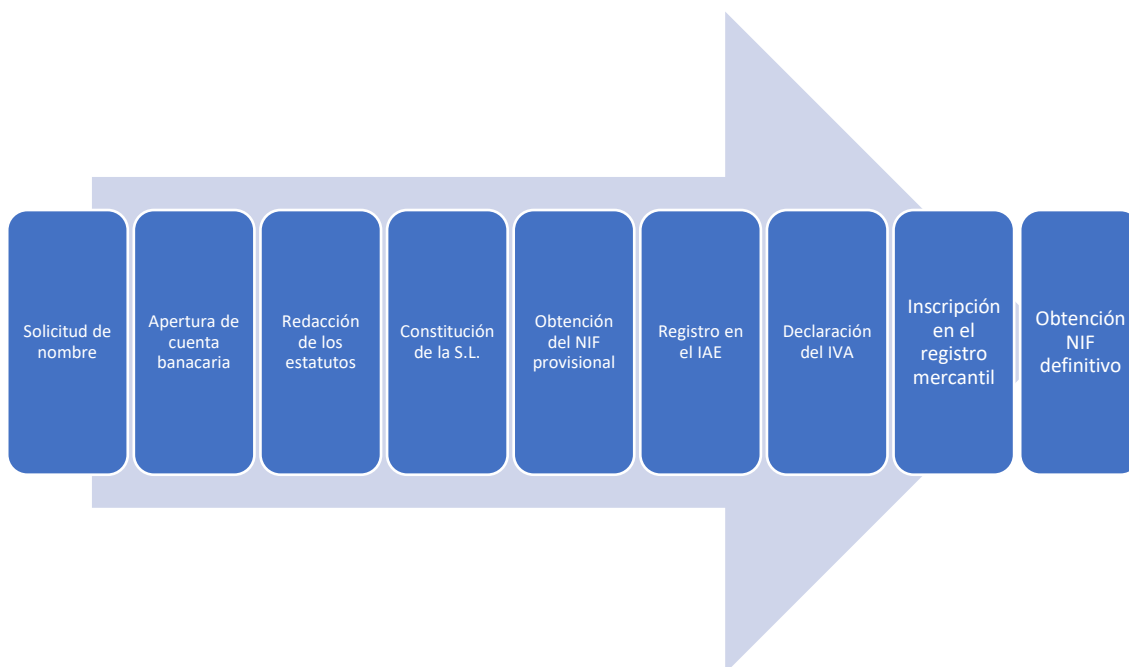 Solicitud de
nombre
Apertura de
cuenta
banacaria
Redacción
de los
estatutos
Constitución
de la S.L.
Obtención
del NIF
provisional
Registro en
el IAE
Declaración
del IVA
Inscripción
en el
registro
mercantil
Obtención
NIF
definitivo